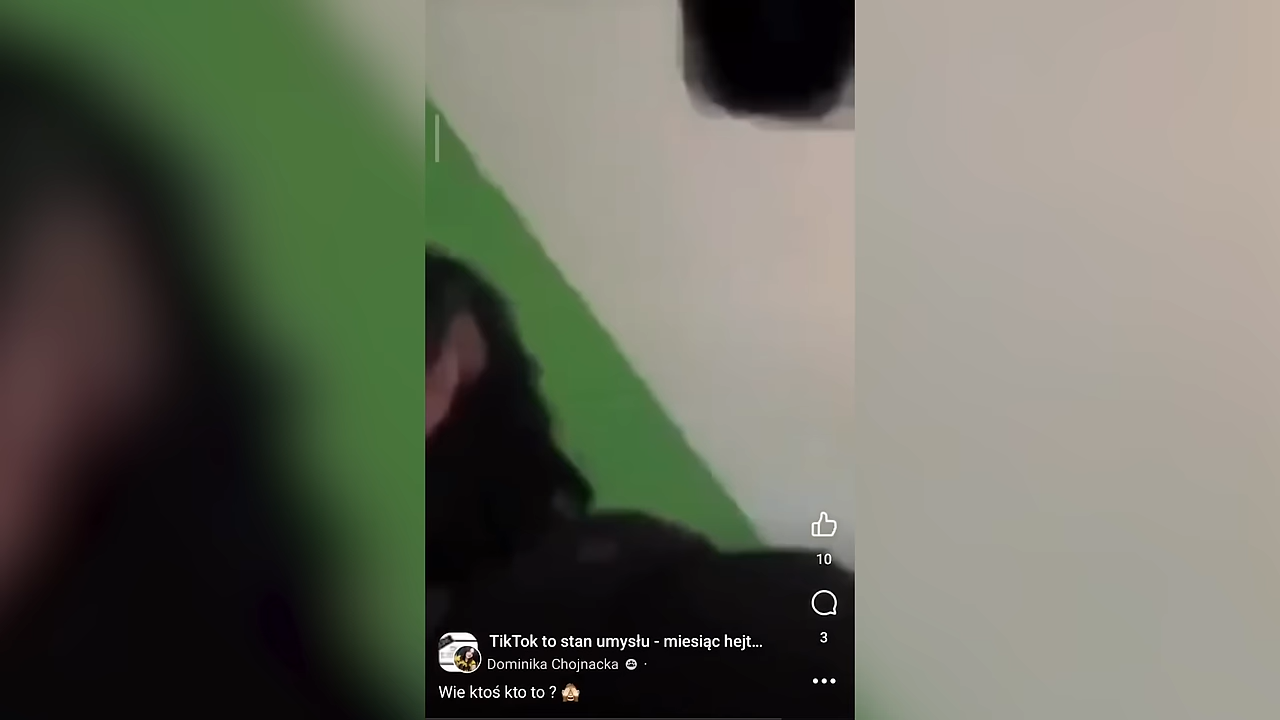 10
3
TikTok to stan umysłu - miesiąc hejt...
Dominika Chojnacka ·
Wie ktoś kto to ? 🙈